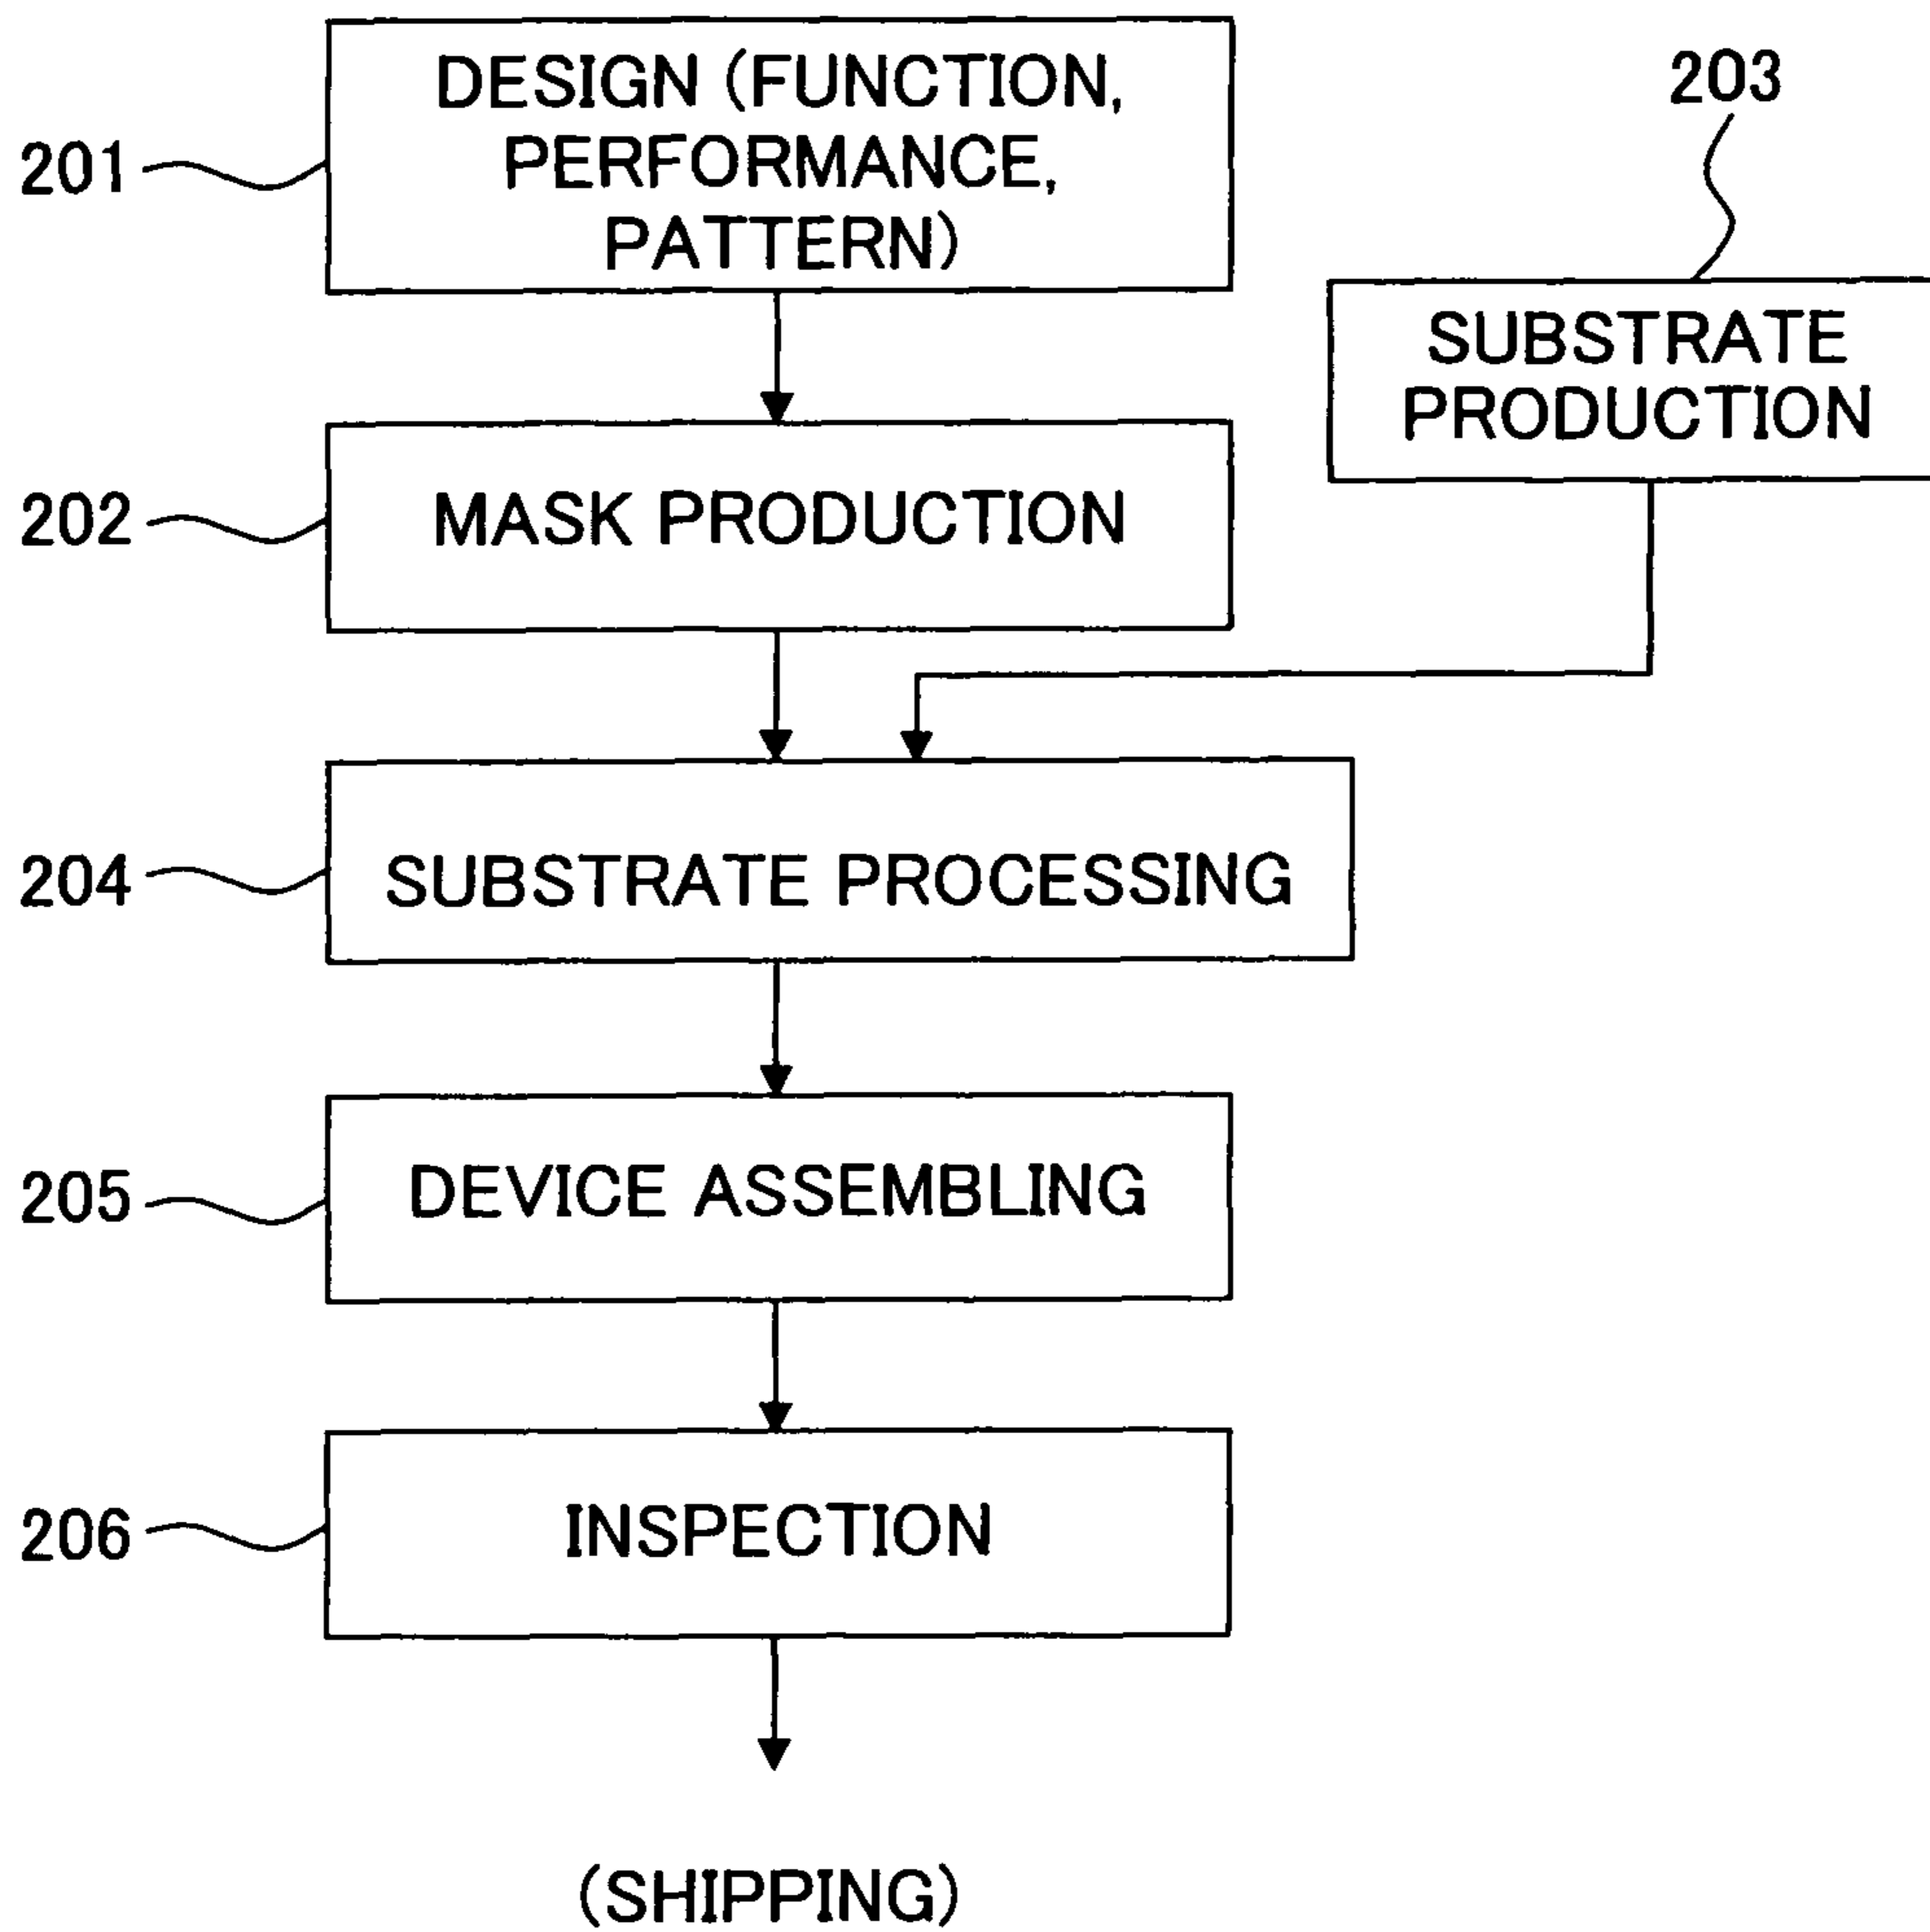 201
DESIGN (FUNCTION,
PERFORMANCE,
PATTERN)
203
SUBSTRATE
PRODUCTION
202
MASK PRODUCTION
204
SUBSTRATE PROCESSING
205
DEVICE ASSEMBLING
206
INSPECTION
(SHIPPING)